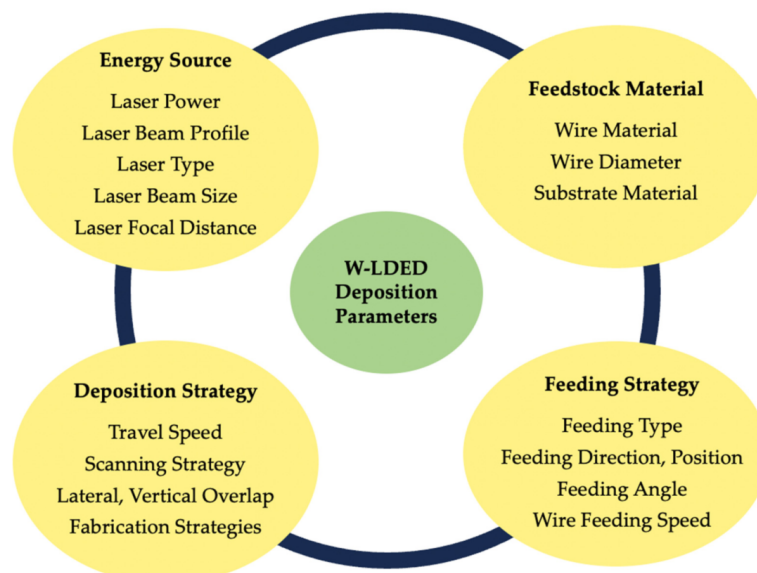 Energy Source
Laser Power
Laser Beam Profile
Laser Type
Laser Beam Size
Laser Focal Distance
Feedstock Material
Wire Material
Wire Diameter
Substrate Material
W-LDED
Deposition
Parameters
Deposition Strategy
Travel Speed
Scanning Strategy
Lateral, Vertical Overlap
Fabrication Strategies
Feeding Strategy
Feeding Type
Feeding Direction, Position
Feeding Angle
Wire Feeding Speed